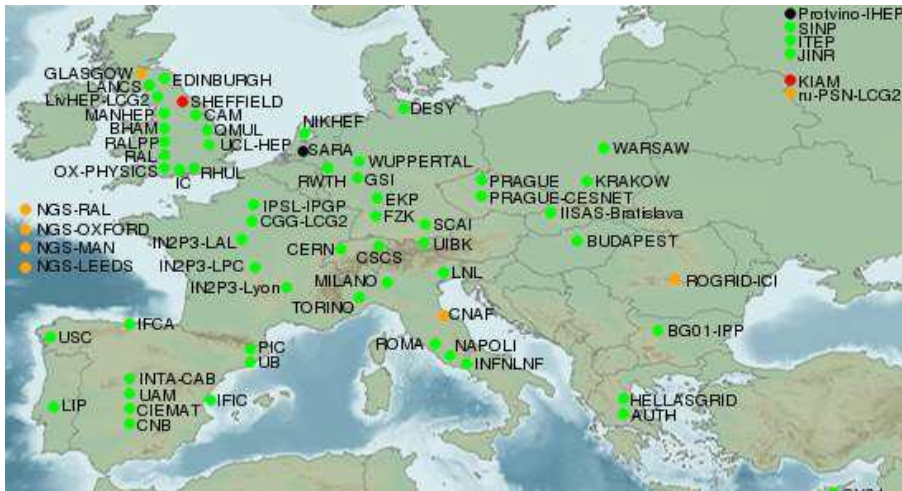 Protvino-IHEP
SINP
ITEP
JINR
KIAM
ru-PSN-LCG2
GLASGOW
EDINBURGH
LANCS
LivHEP-LCG2
SHEFFIELD
DESY
MANHEP
CAM
BHAM
QMUL
NIKHEF
RALPP
UCL-HEP
SARA
WARSAW
RAL
WUPPERTAL
OX-PHYSICS
IC
RHUL
RWTH
GSI
PRAGUE
KRAKOW
PRAGUE-CESNET
NGS-RAL
IPSL-IPGP
EKP
IISAS-Bratislava
NGS-OXFORD
CGG-LCG2
FZK
SCAI
NGS-MAN
IN2P3-LAL
CERN
CSCS
UIBK
BUDAPEST
NGS-LEEDS
IN2P3-LPC
LNL
IN2P3-Lyon
MILANO
ROGRID-ICI
TORINO
CNAF
IFCA
USC
BG01-IPP
PIC
ROMA
NAPOLI
UB
INFNLNF
INTA-CAB
UAM
IFIC
HELLASGRID
LIP
CIEMAT
AUTH
CNB